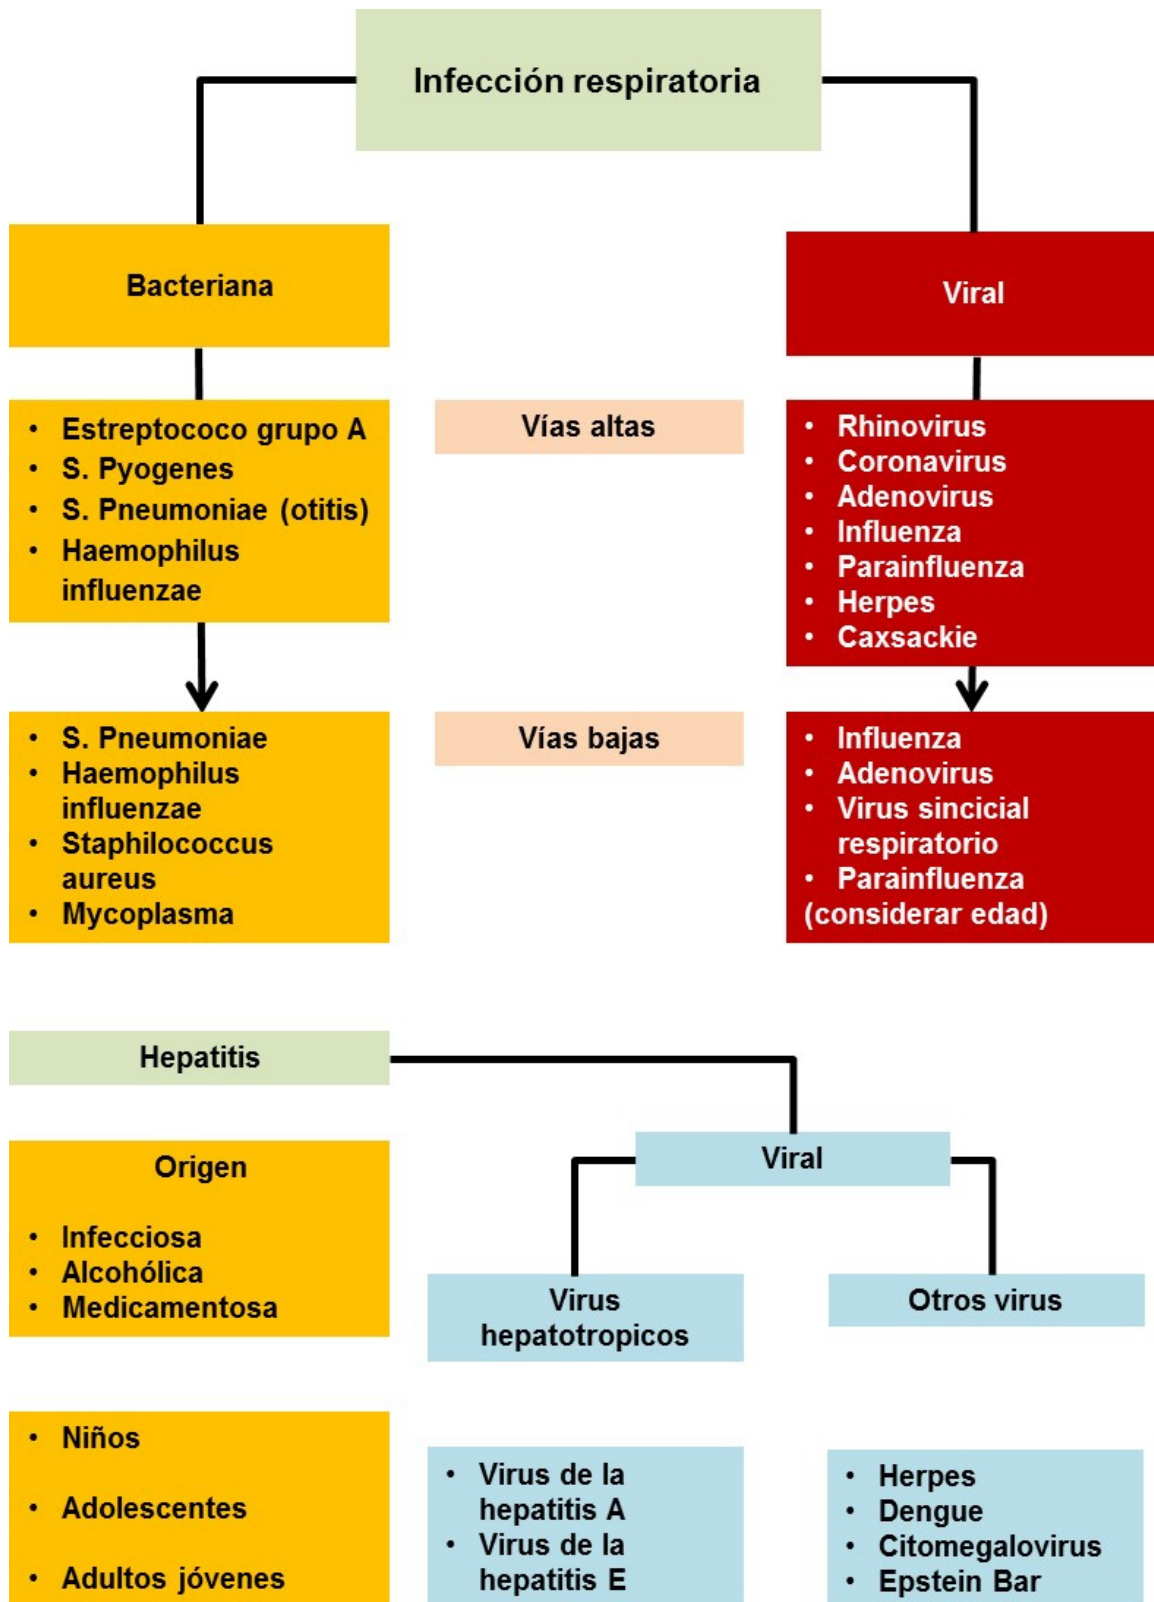 Infección respiratoria
Bacteriana
Viral
• Estreptococo grupo A
• S. Pyogenes
• S. Pneumoniae (otitis)
• Haemophilus
influenzae
Vías altas
• Rhinovirus
• Coronavirus
• Adenovirus
• Influenza
• Parainfluenza
• Herpes
• Caxsackie
• S. Pneumoniae
• Haemophilus
influenzae
• Staphilococcus
aureus
• Mycoplasma
Vías bajas
• Influenza
• Adenovirus
• Virus sincicial
respiratorio
• Parainfluenza
(considerar edad)
Hepatitis
Viral
Origen
• Infecciosa
• Alcohólica
• Medicamentosa
Virus
hepatotropicos
Otros virus
• Niños
• Adolescentes
• Adultos jóvenes
• Virus de la
hepatitis A
• Virus de la
hepatitis E
• Herpes
• Dengue
• Citomegalovirus
• Epstein Bar